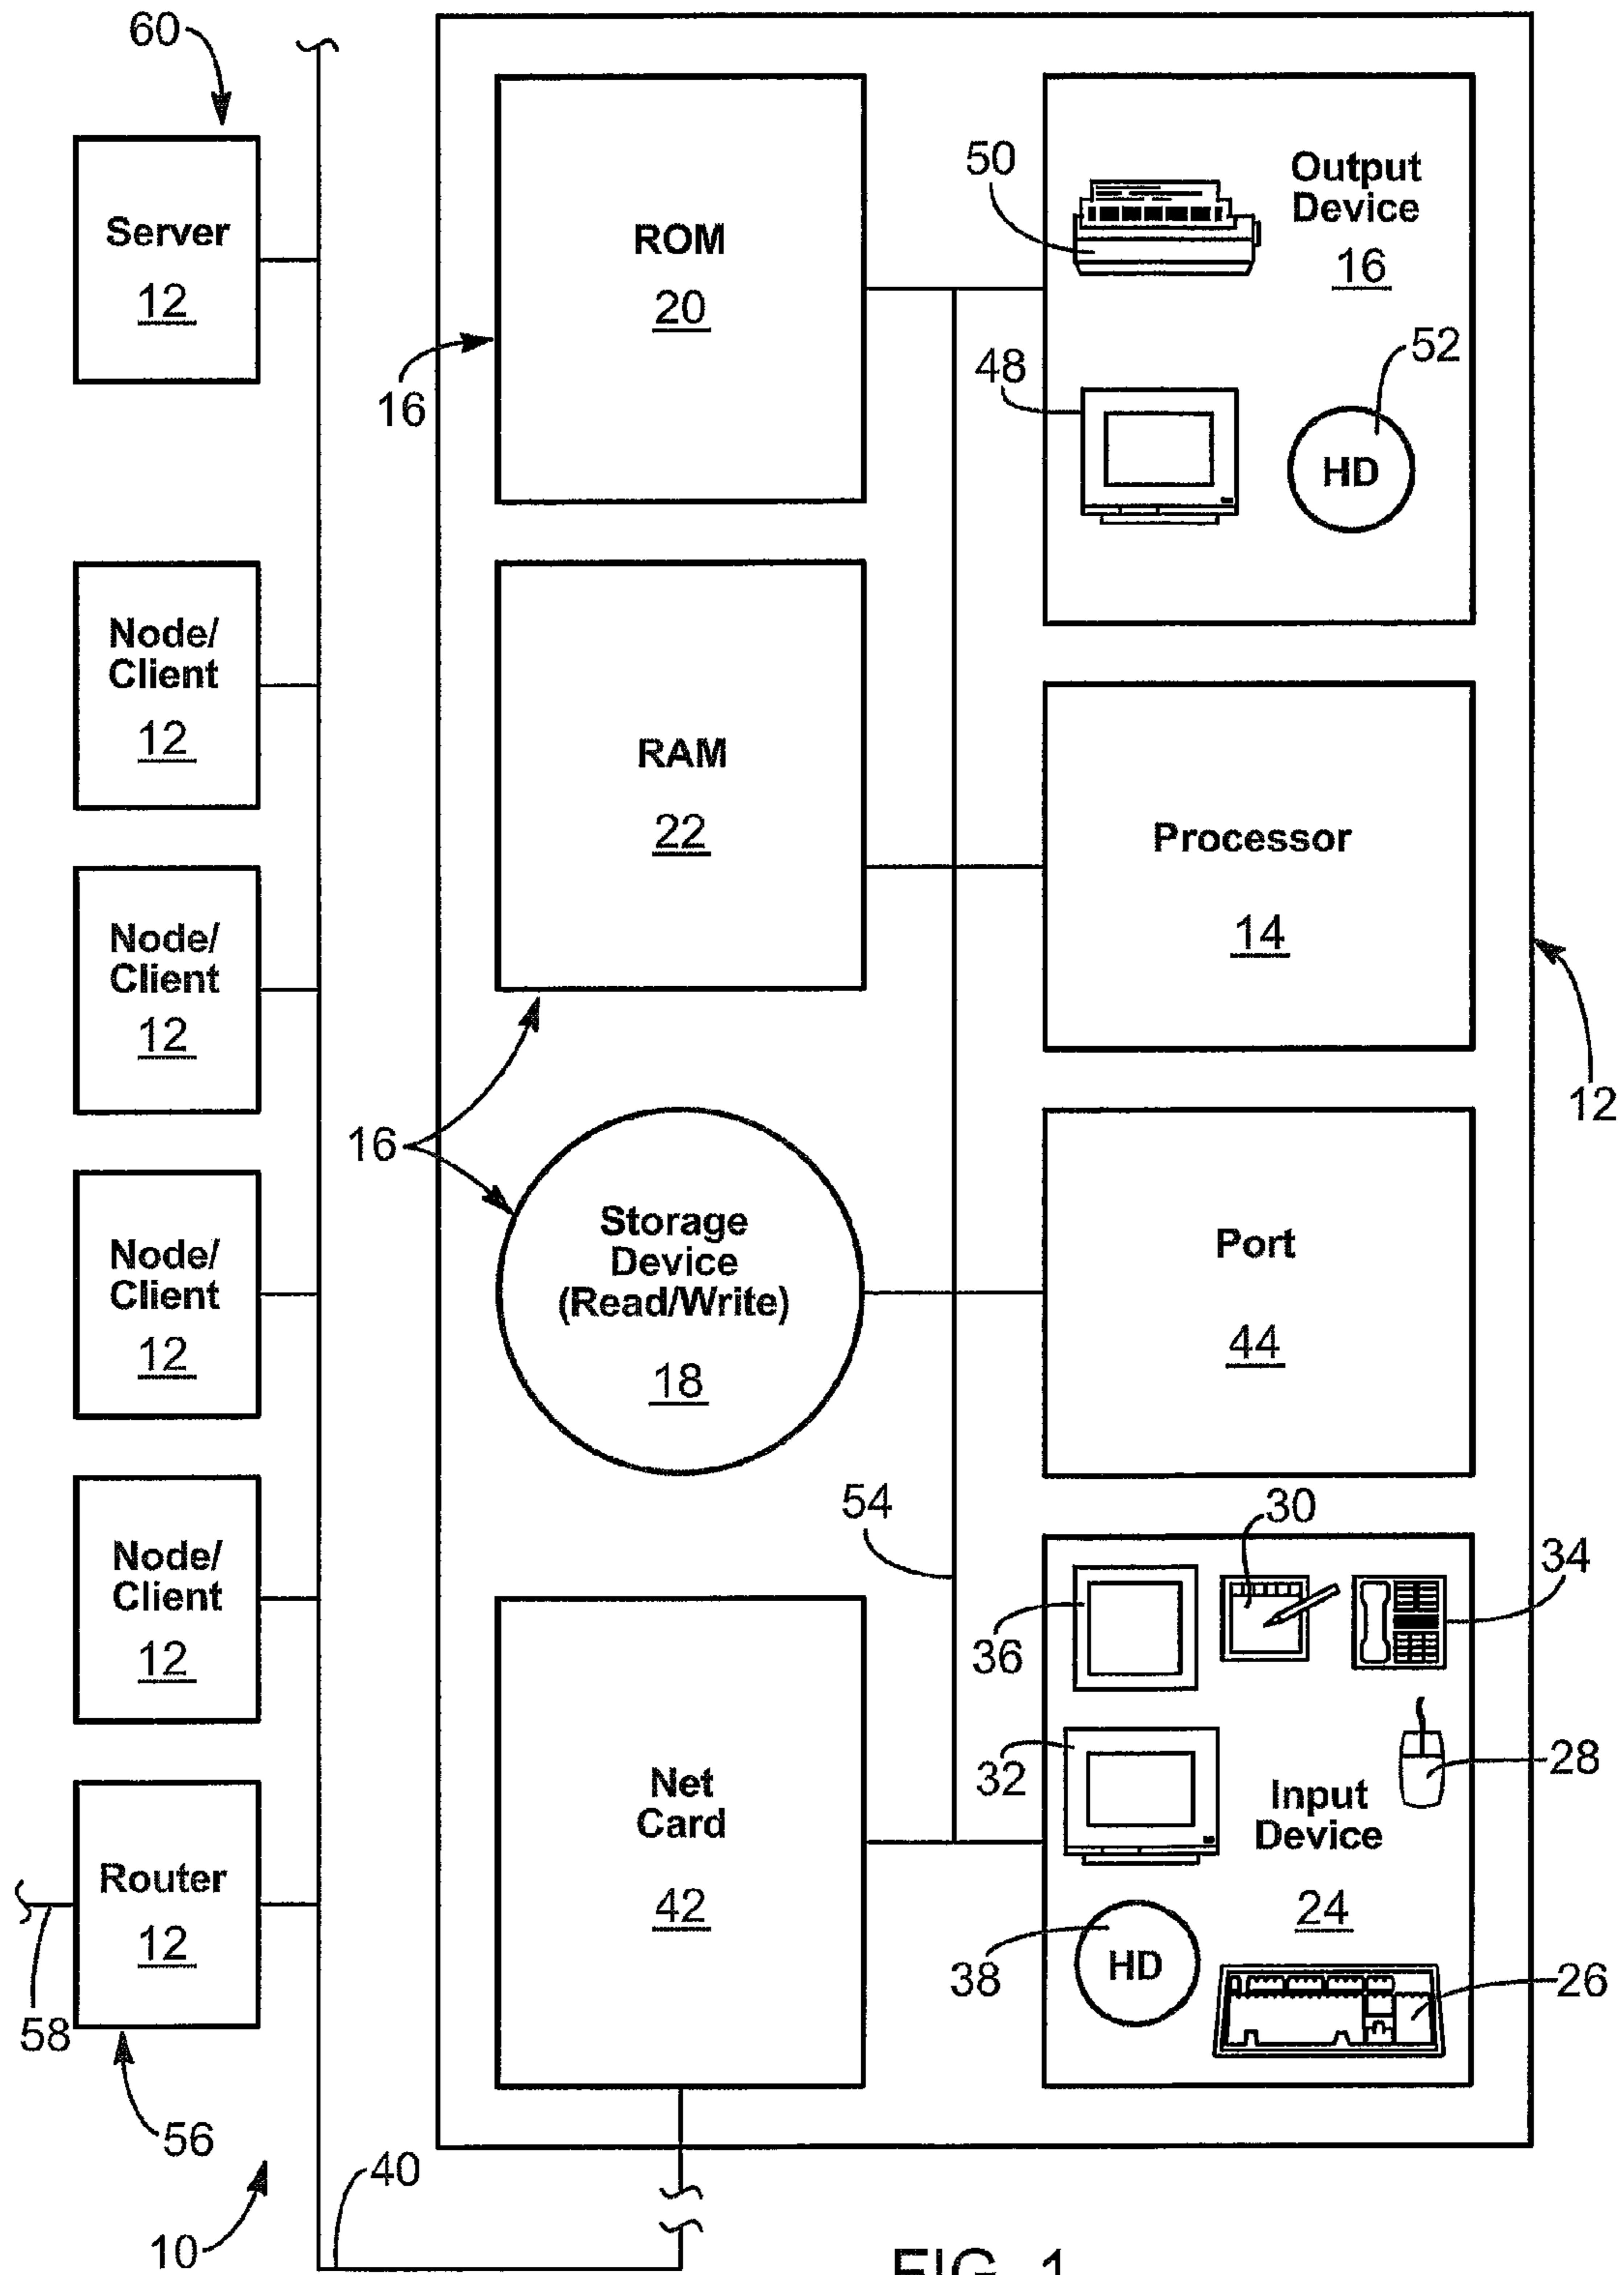 60
Server
12
Node/
Client
12
Node/
Client
12
Node/
Client
12
Node/
Client
12
Router
12
58
56
10
40
ROM
20
16
RAM
22
16
Storage
Device
(Read/Write)
18
54
Net
Card
42
50
Output
Device
16
48
52
HD
Processor
14
12
Port
44
30
34
36
32
28
Input
Device
24
38
HD
26
FIG. 1